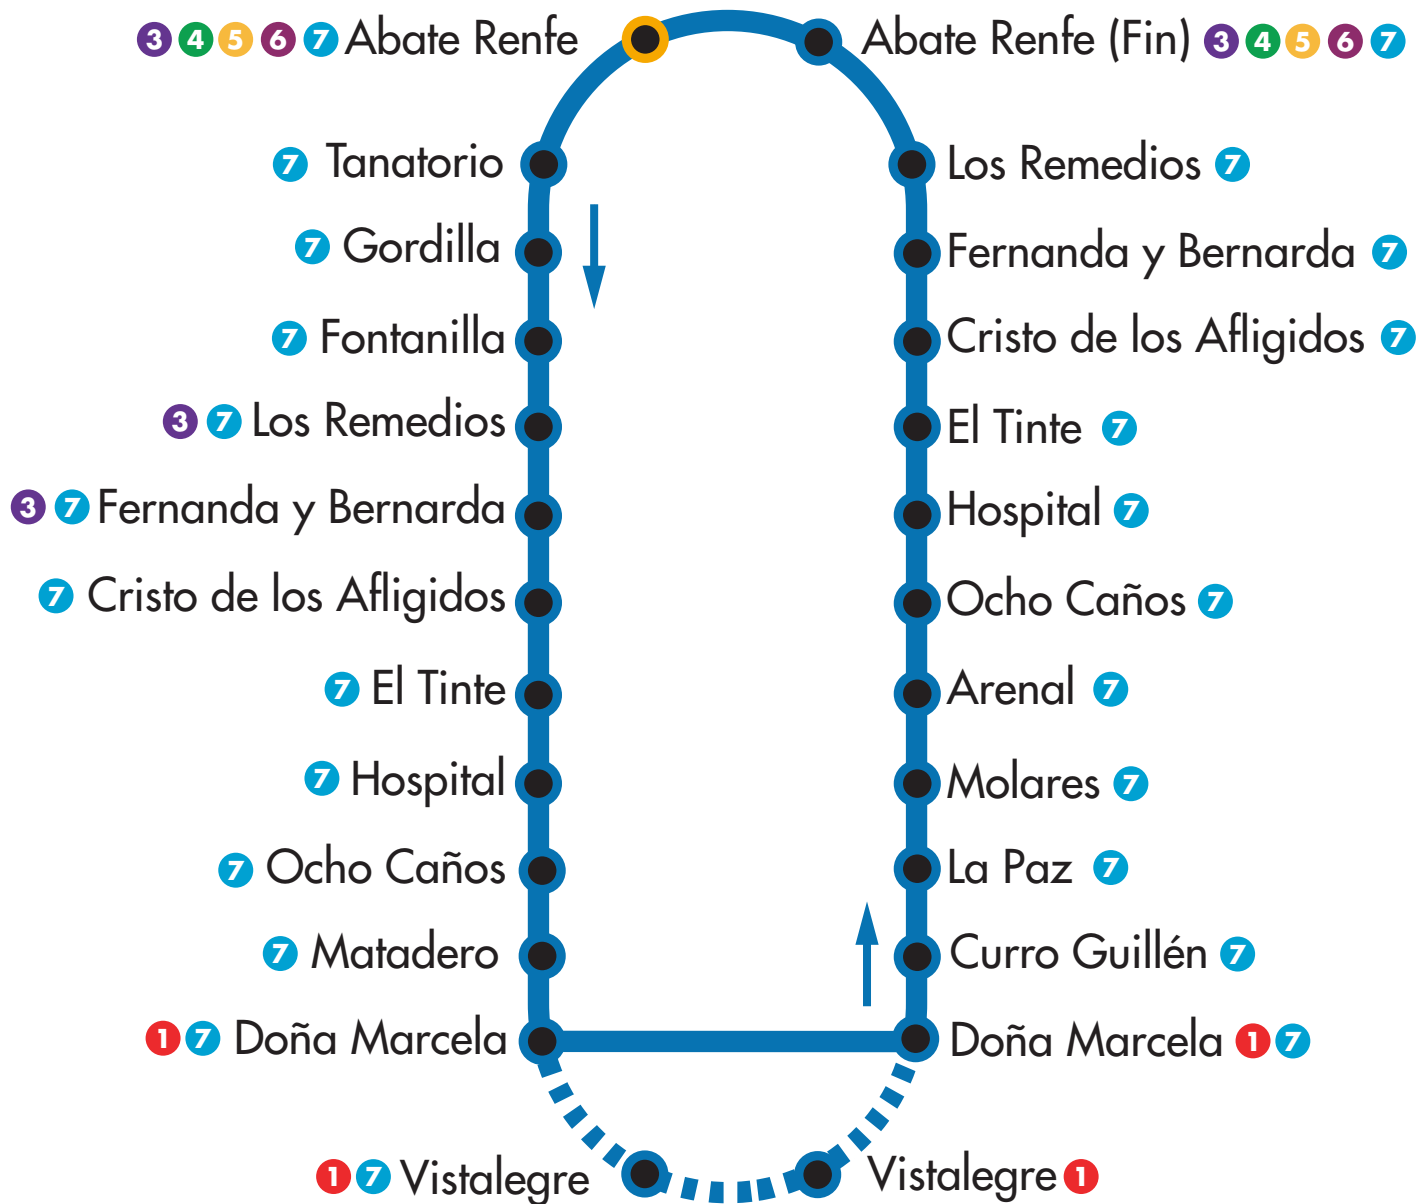 3 4 5 6 7 Abate Renfe
Abate Renfe (Fin) 3 4 5 6 7
7 Tanatorio
Los Remedios 7
7 Gordilla
Fernanda y Bernarda 7
7 Fontanilla
Cristo de los Afligidos 7
3 7 Los Remedios
El Tinte 7
3 7 Fernanda y Bernarda
Hospital 7
7 Cristo de los Afligidos
Ocho Caños 7
7 El Tinte
Arenal 7
7 Hospital
Molares 7
7 Ocho Caños
La Paz 7
7 Matadero
Curro Guillén 7
1 7 Doña Marcela
Doña Marcela 1 7
1 7 Vistalegre
Vistalegre 1